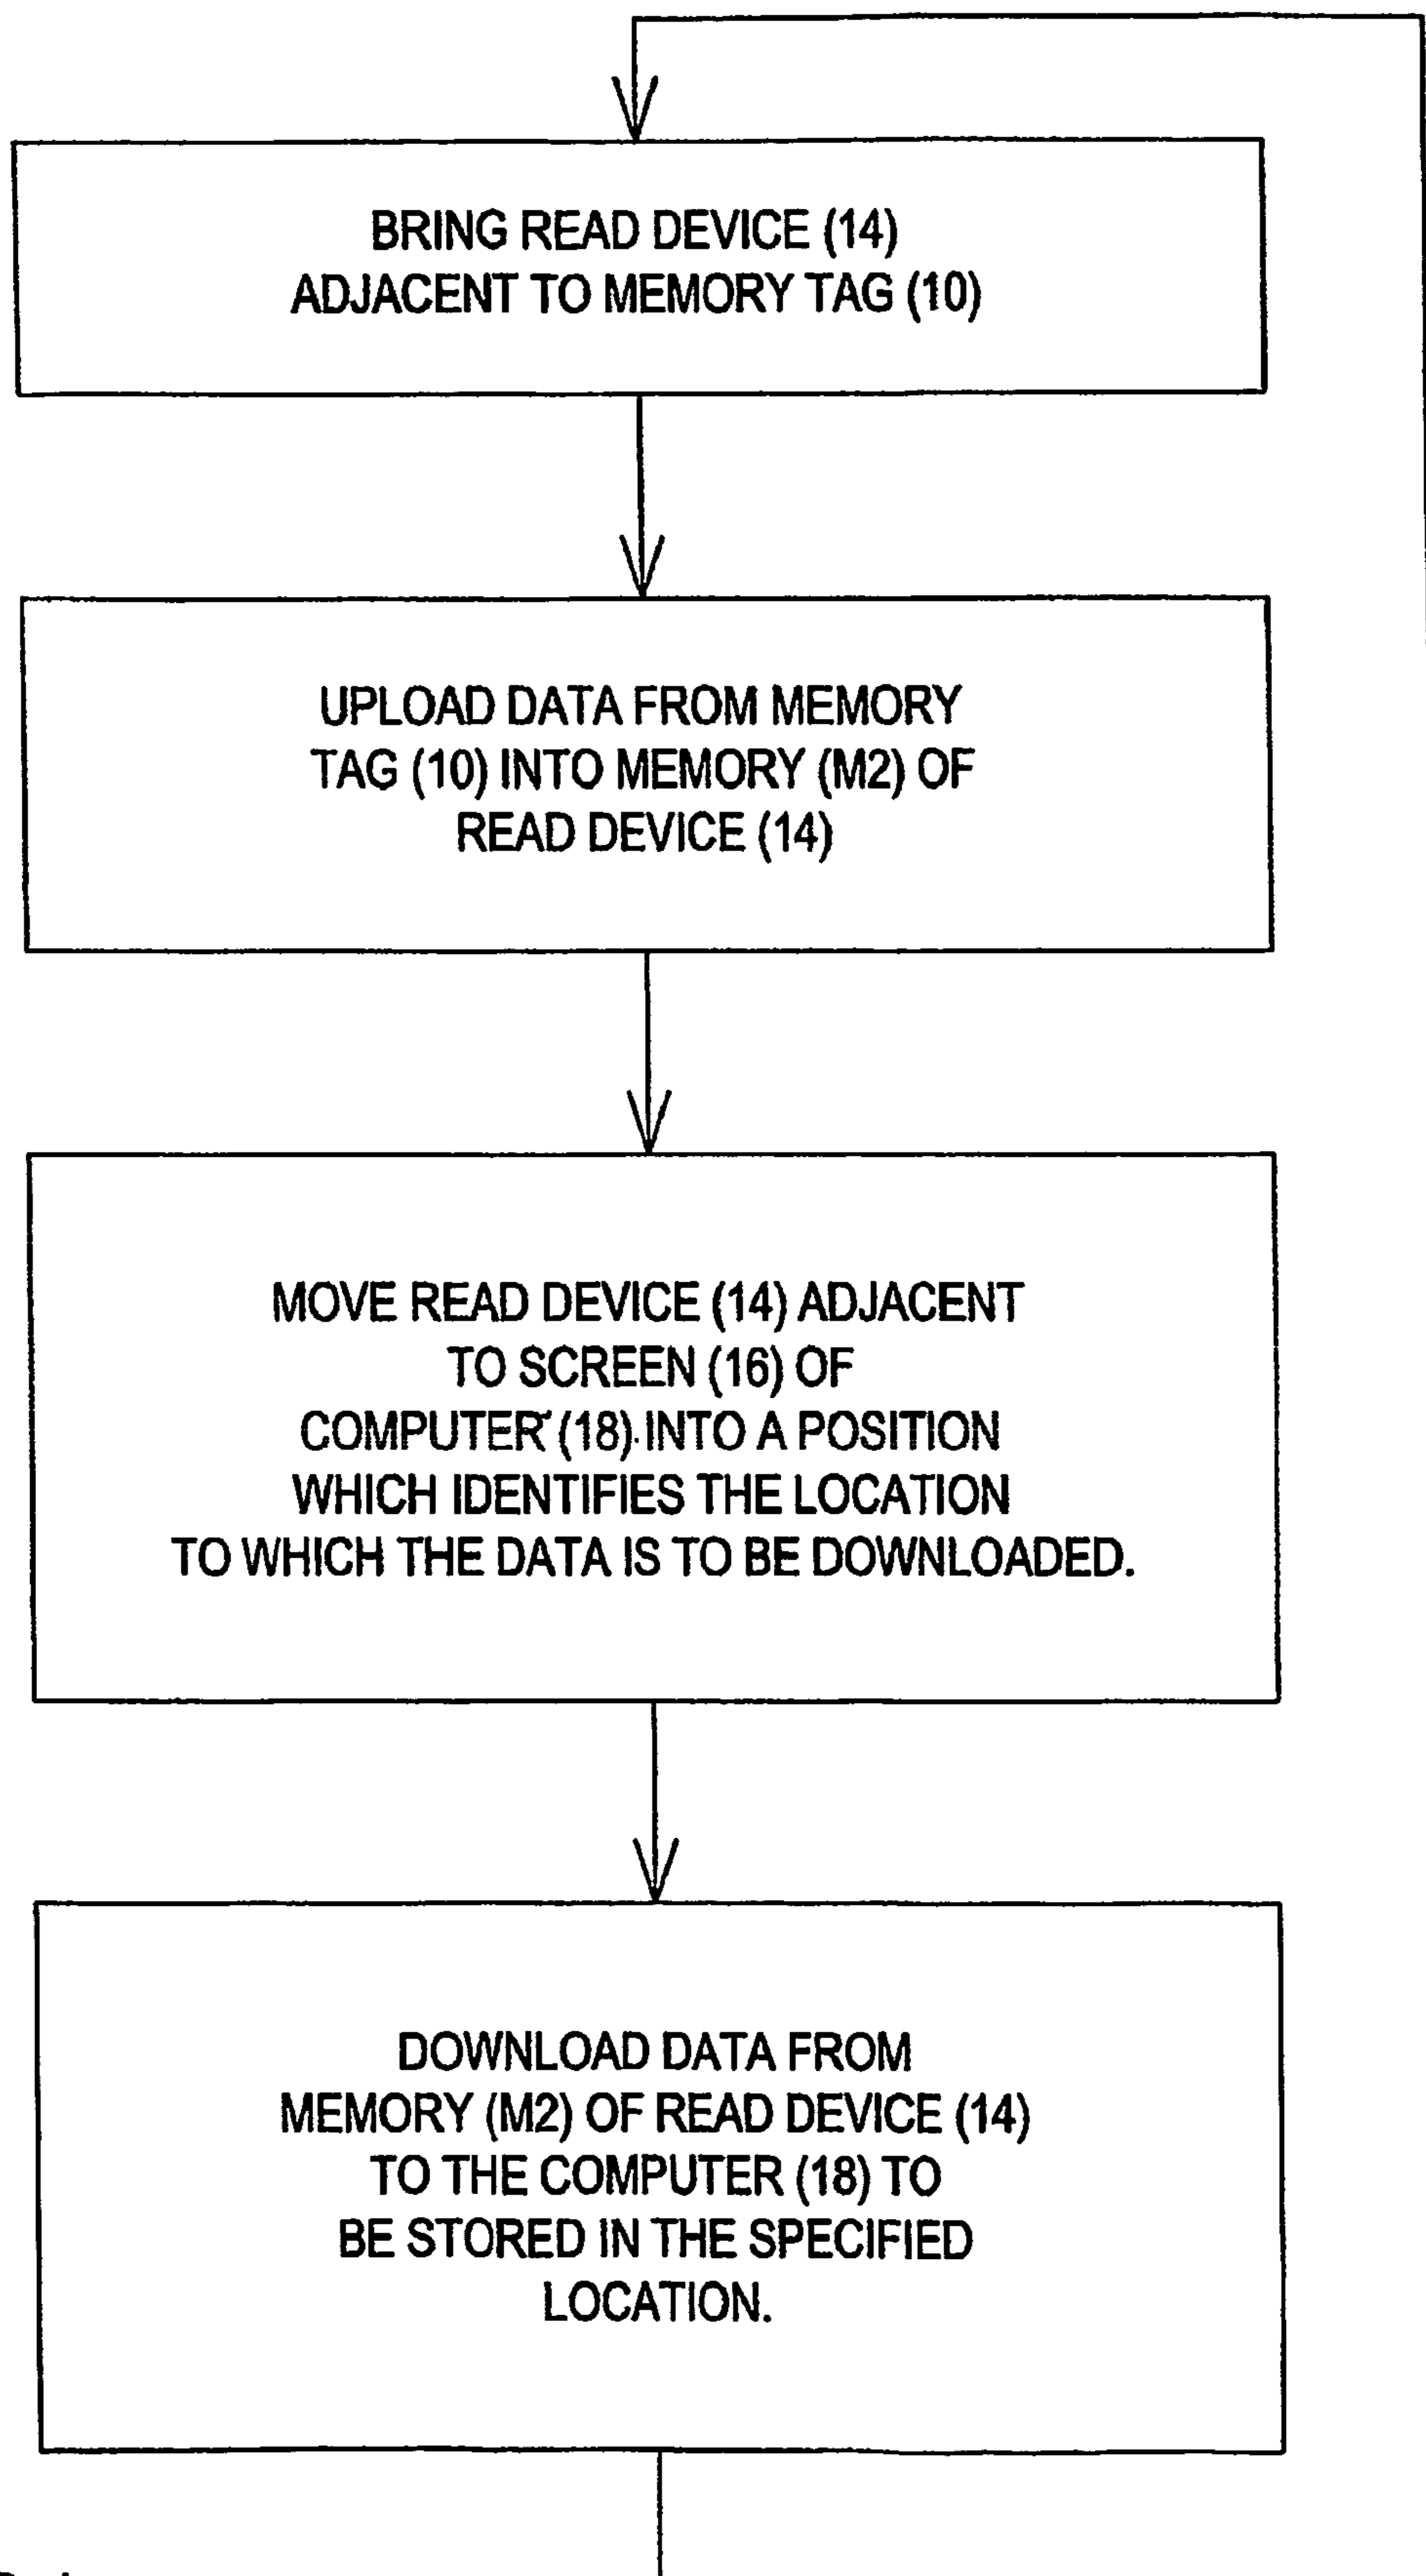 BRING READ DEVICE (14)
ADJACENT TO MEMORY TAG (10)
UPLOAD DATA FROM MEMORY
TAG (10) INTO MEMORY (M2) OF
READ DEVICE (14)
MOVE READ DEVICE (14) ADJACENT
TO SCREEN (16) OF
COMPUTER (18) INTO A POSITION
WHICH IDENTIFIES THE LOCATION
TO WHICH THE DATA IS TO BE DOWNLOADED.
DOWNLOAD DATA FROM
MEMORY (M2) OF READ DEVICE (14)
TO THE COMPUTER (18) TO
BE STORED IN THE SPECIFIED
LOCATION.